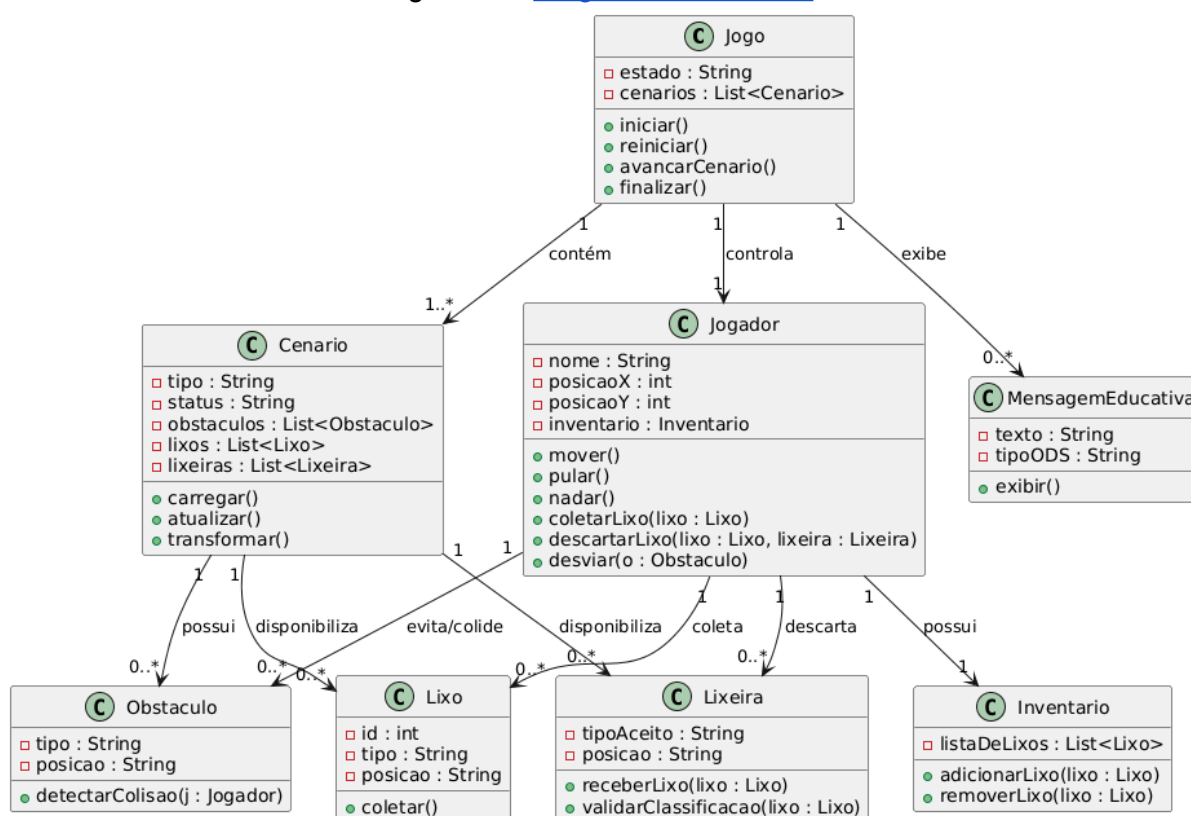 C Jogo
estado : String
cenarios : List<Cenario>
iniciar()
reiniciar()
avancarCenario()
finalizar()
1
1
1
contém
controla
exibe
1..*
1
0..*
C Cenario
tipo : String
status : String
obstaculos : List<Obstaculo>
lixos : List<Lixo>
lixeiras : List<Lixeira>
carregar()
atualizar()
transformar()
C Jogador
nome : String
posicaoX : int
posicaoY : int
inventario : Inventario
mover()
pular()
nadar()
coletarLixo(lixo : Lixo)
descartarLixo(lixo : Lixo, lixeira : Lixeira)
desviar(o : Obstaculo)
C MensagemEducativa
texto : String
tipoODS : String
exibir()
1
1
1
1
1
1
1
possui
disponibiliza
evita/colide
disponibiliza
coleta
descarta
possui
0..*
0..*
0..*
0..*
0..*
0..*
1
C Obstaculo
tipo : String
posicao : String
detectarColisao(j : Jogador)
C Lixo
id : int
tipo : String
posicao : String
coletar()
C Lixeira
tipoAceito : String
posicao : String
receberLixo(lixo : Lixo)
validarClassificacao(lixo : Lixo)
C Inventario
listaDeLixos : List<Lixo>
adicionarLixo(lixo : Lixo)
removerLixo(lixo : Lixo)